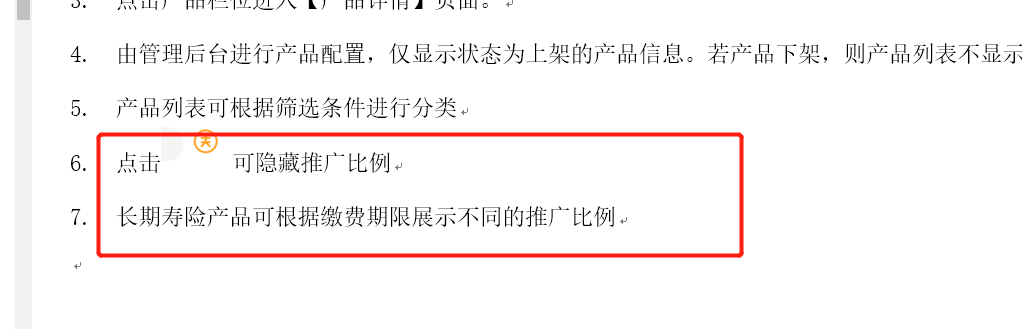 3. 点击产品栏位进入【产品详情】页面。
4. 由管理后台进行产品配置，仅显示状态为上架的产品信息。若产品下架，则产品列表不显示
5. 产品列表可根据筛选条件进行分类
6. 点击 关 可隐藏推广比例
7. 长期寿险产品可根据缴费期限展示不同的推广比例